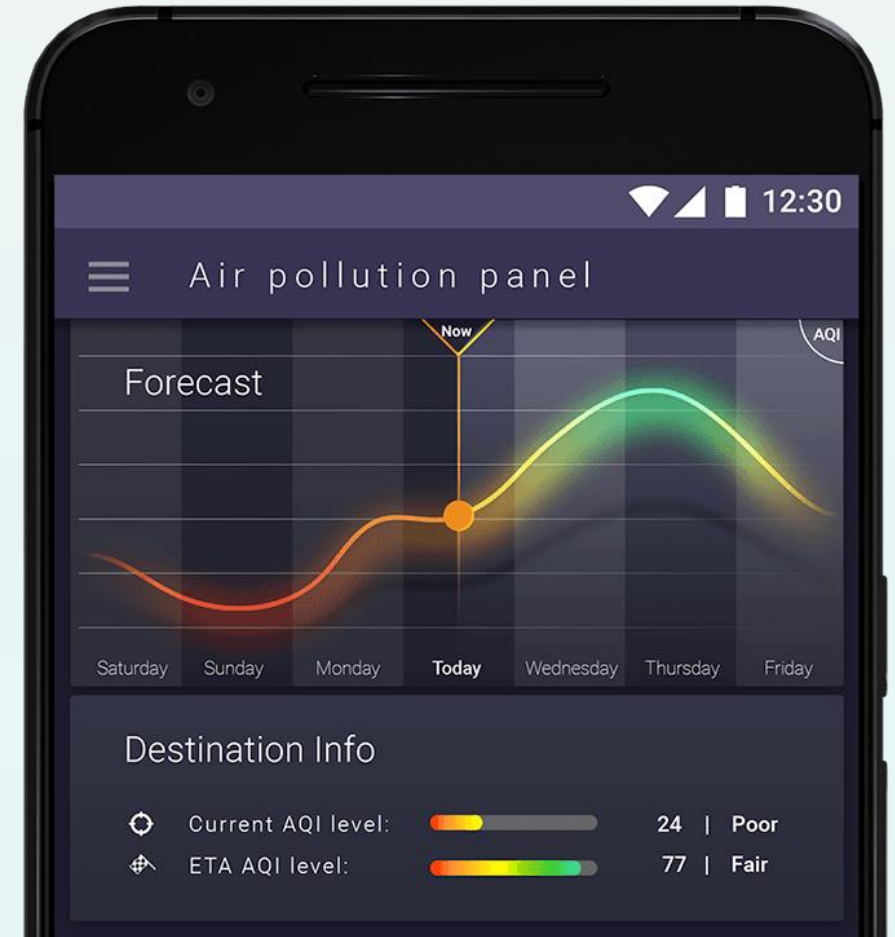 12:30
Air pollution panel
Now
AQI
Forecast
Saturday Sunday Monday Today Wednesday Thursday Friday
Destination Info
Current AQI level: 24 | Poor
ETA AQI level: 77 | Fair